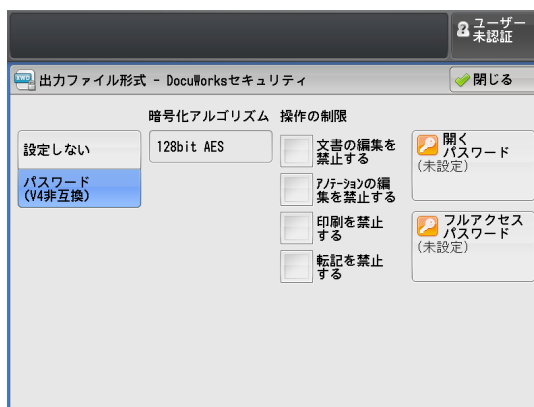 ユーザー
未認証
出力ファイル形式 - DocuWorksセキュリティ
閉じる
暗号化アルゴリズム
操作の制限
設定しない
パスワード
(V4非互換)
128bit AES
文書の編集を
禁止する
ｱﾉﾃｰｼｮﾝの編
集を禁止する
印刷を禁止
する
転記を禁止
する
開く
パスワード
(未設定)
フルアクセス
パスワード
(未設定)